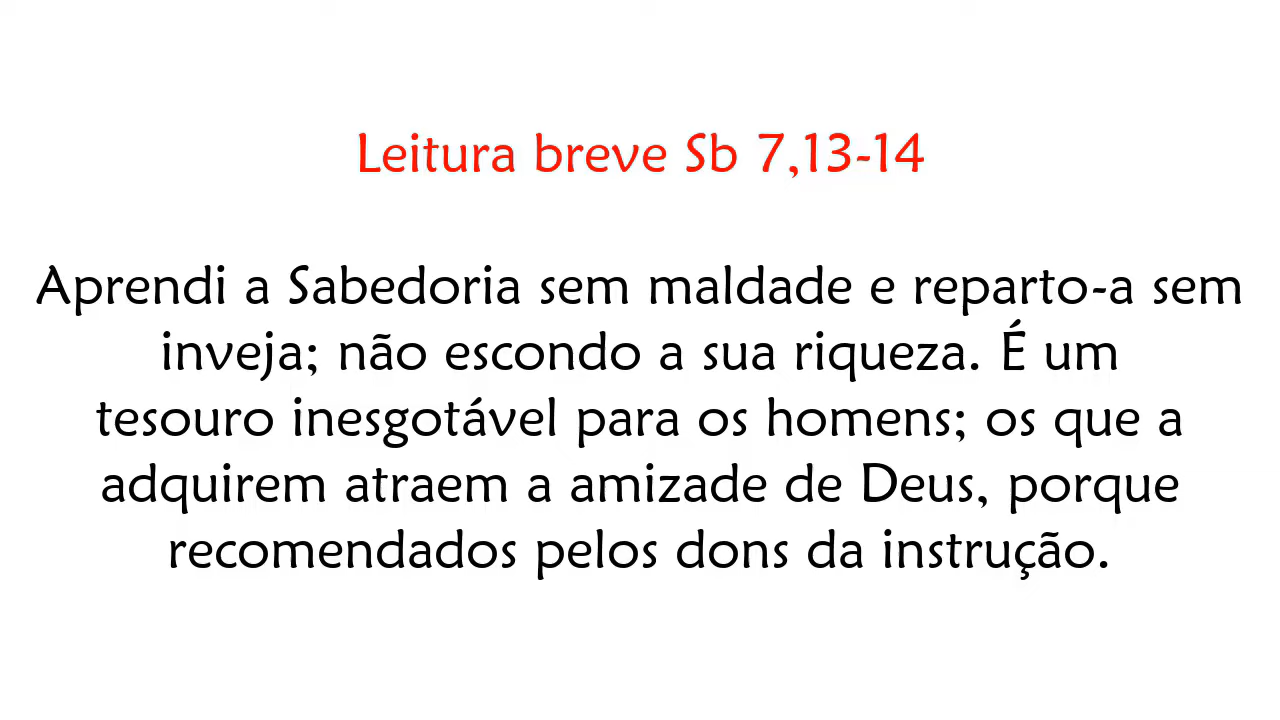 Leitura breve Sb 7,13-14
Aprendi a Sabedoria sem maldade e reparto-a sem
inveja; não escondo a sua riqueza. É um
tesouro inesgotável para os homens; os que a
adquirem atraem a amizade de Deus, porque
recomendados pelos dons da instrução.